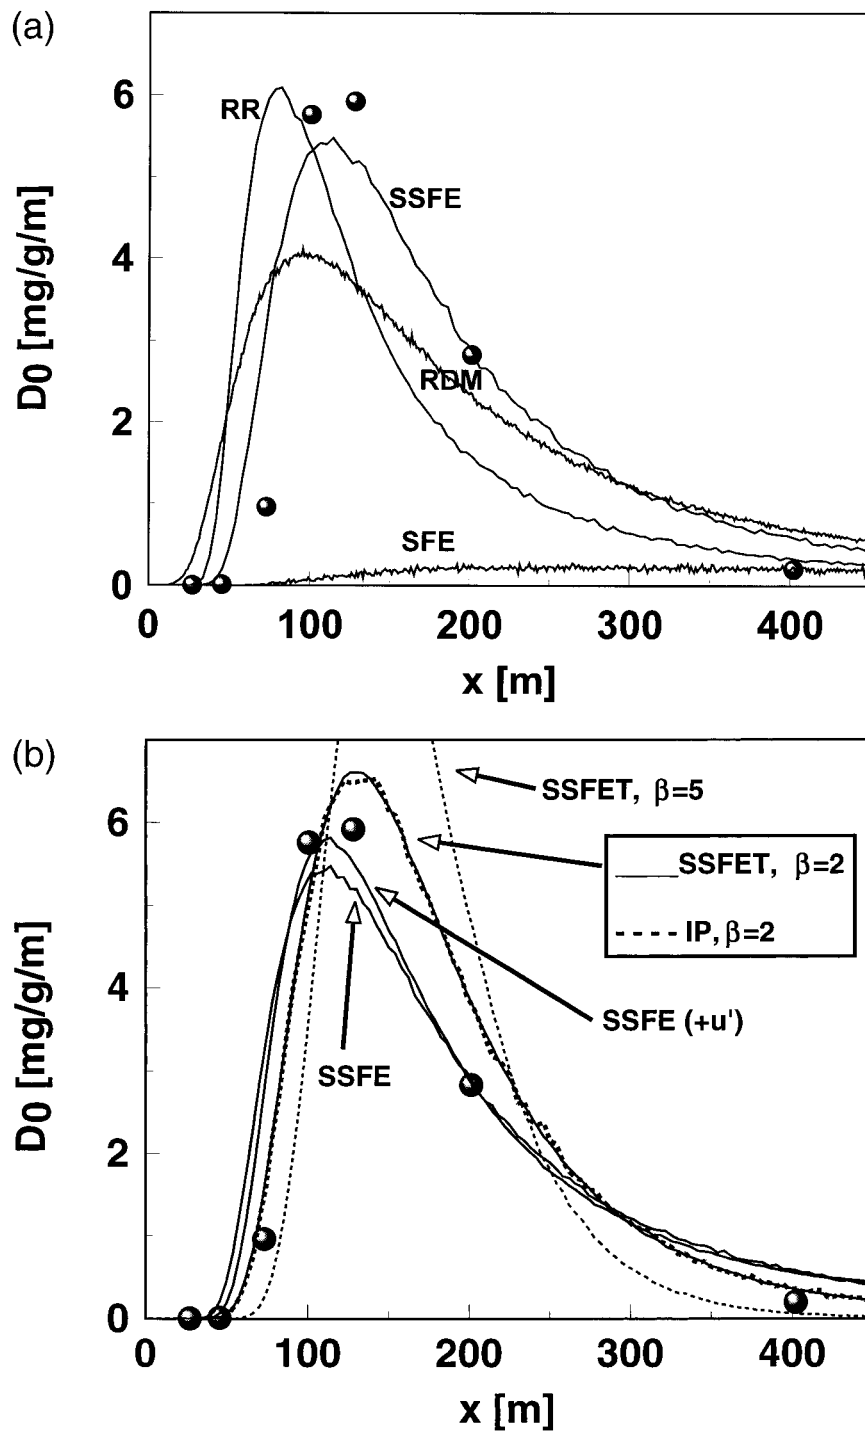 (a)
6
4
2
0
D0 [mg/g/m]
RR
SSFE
RDM
SFE
0 100 200 300 400
x [m]
(b)
6
4
2
0
D0 [mg/g/m]
SSFET, β=5
SSFET, β=2
IP, β=2
SSFE (+u')
SSFE
0 100 200 300 400
x [m]